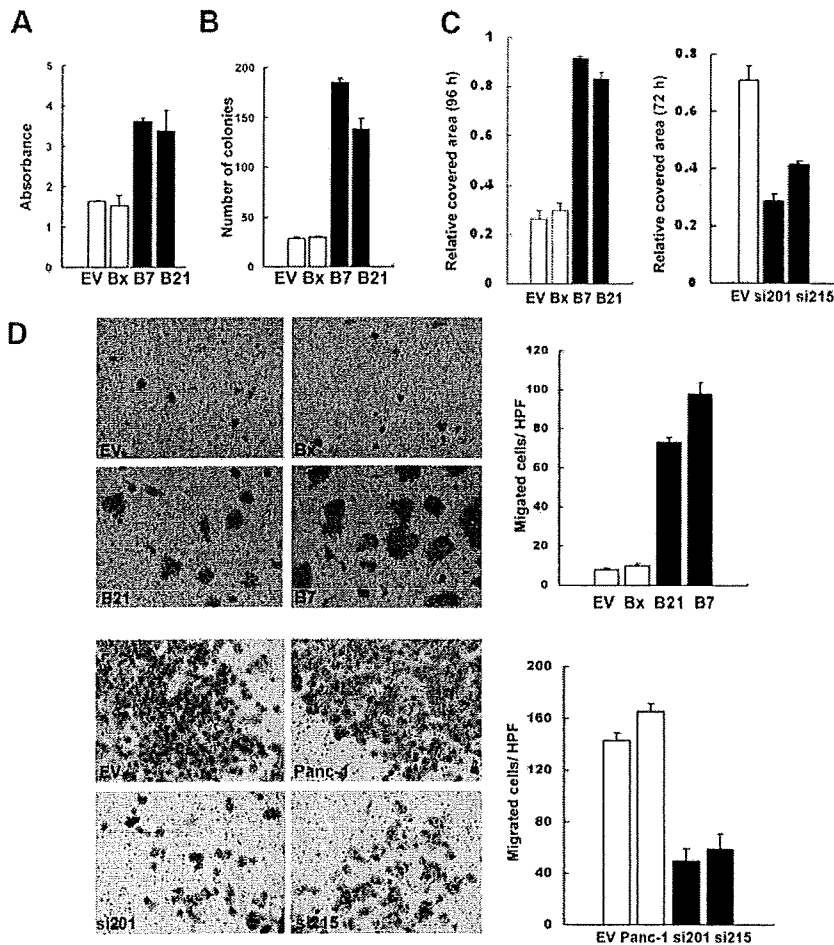 A
B
C
Absorbance
5
4
3
2
1
0
EV Bx B7 B21
Number of colonies
200
150
100
50
0
EV Bx B7 B21
Relative covered area (96 h)
1
0.8
0.6
0.4
0.2
0
EV Bx B7 B21
Relative covered area (72 h)
0.8
0.4
0.2
0
EV si201 si215
D
EV
Bx
B21
B7
Migated cells/ HPF
120
100
80
60
40
20
0
EV Bx B21 B7
EV
Panc-1
si201
si215
Migrated cells/ HPF
200
160
120
80
40
0
EV Panc-1 si201 si215